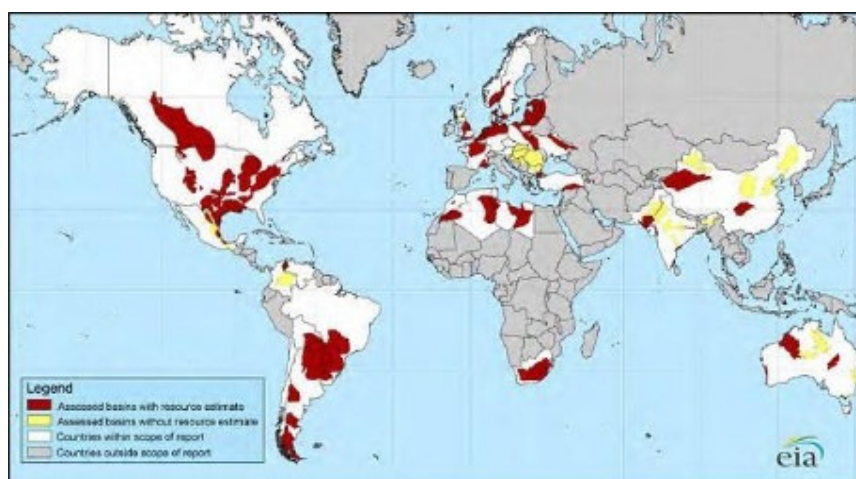 Legend
Assessed basins with resource estimate
Assessed basins without resource estimate
Countries within scope of report
Countries outside scope of report
eia